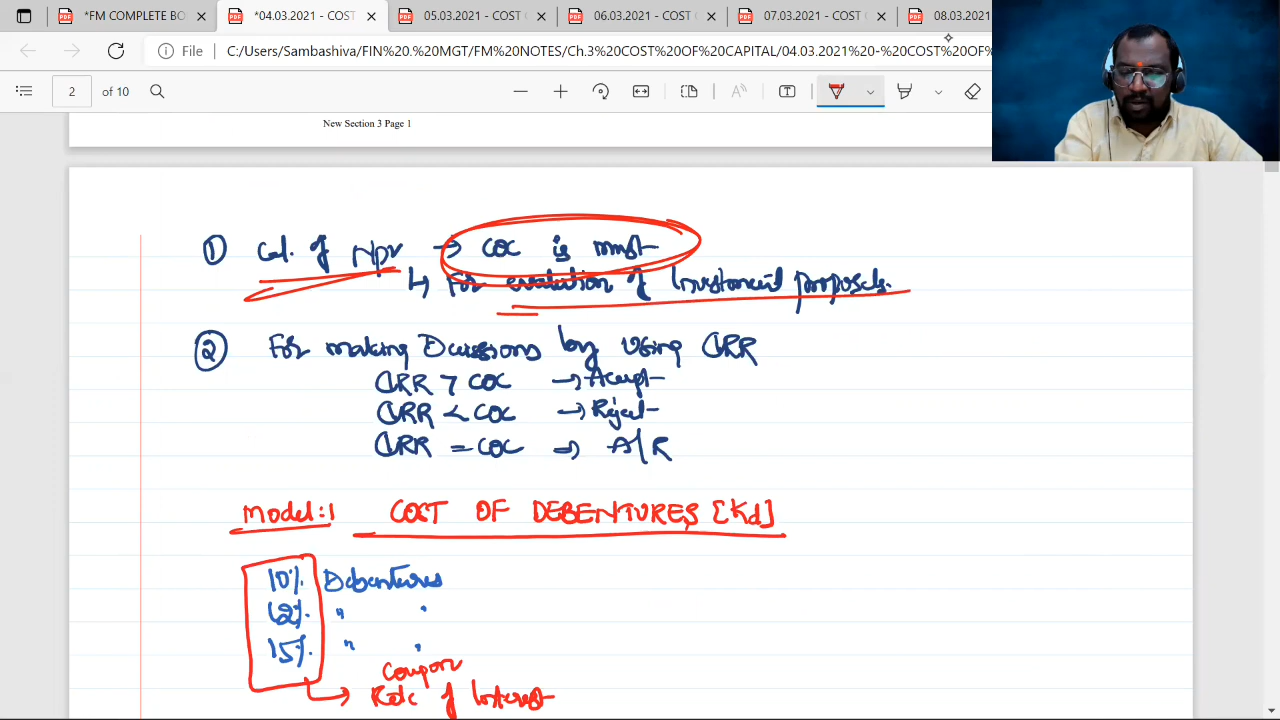 *FM COMPLETE BO
*04.03.2021 - COST
05.03.2021 - COST
06.03.2021 - COST
07.03.2021 - COST
08.03.2021 - COST
File
C:/Users/Sambashiva/FIN%20.%20MGT/FM%20NOTES/Ch.3%20COST%20OF%20CAPITAL/04.03.2021%20-%20COST%20OF%
2 of 10
New Section 3 Page 1
① Cal. of Npv → COC is must
↳ For evalution of Investment proposals.
② For making Decissions by using IRR
IRR > COC → Accept
IRR < COC → Reject
IRR = COC ⇒ A/R
Model:1 COST OF DEBENTURES [Kd]
10% Debentures
12% " "
15% " "
Coupon
→ Rate of Interest